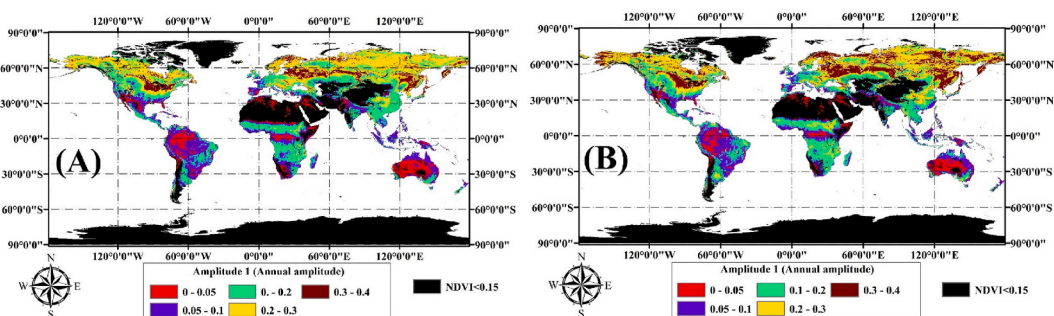 120°0'0"W 60°0'0"W 0°0'0" 60°0'0"E 120°0'0"E
90°0'0" 90°0'0"
60°0'0"N 60°0'0"N
30°0'0"N 30°0'0"N
0°0'0" 0°0'0"
(A)
30°0'0"S 30°0'0"S
60°0'0"S 60°0'0"S
90°0'0" 90°0'0"
120°0'0"W 60°0'0"W 0°0'0" 60°0'0"E 120°0'0"E
N
W E
S
Amplitude 1 (Annual amplitude)
0 - 0.05 0. - 0.2 0.3 - 0.4
0.05 - 0.1 0.2 - 0.3
NDVI<0.15
120°0'0"W 60°0'0"W 0°0'0" 60°0'0"E 120°0'0"E
90°0'0" 90°0'0"
60°0'0"N 60°0'0"N
30°0'0"N 30°0'0"N
0°0'0" 0°0'0"
(B)
30°0'0"S 30°0'0"S
60°0'0"S 60°0'0"S
90°0'0" 90°0'0"
120°0'0"W 60°0'0"W 0°0'0" 60°0'0"E 120°0'0"E
N
W E
S
Amplitude 1 (Annual amplitude)
0 - 0.05 0.1 - 0.2 0.3 - 0.4
0.05 - 0.1 0.2 - 0.3
NDVI<0.15